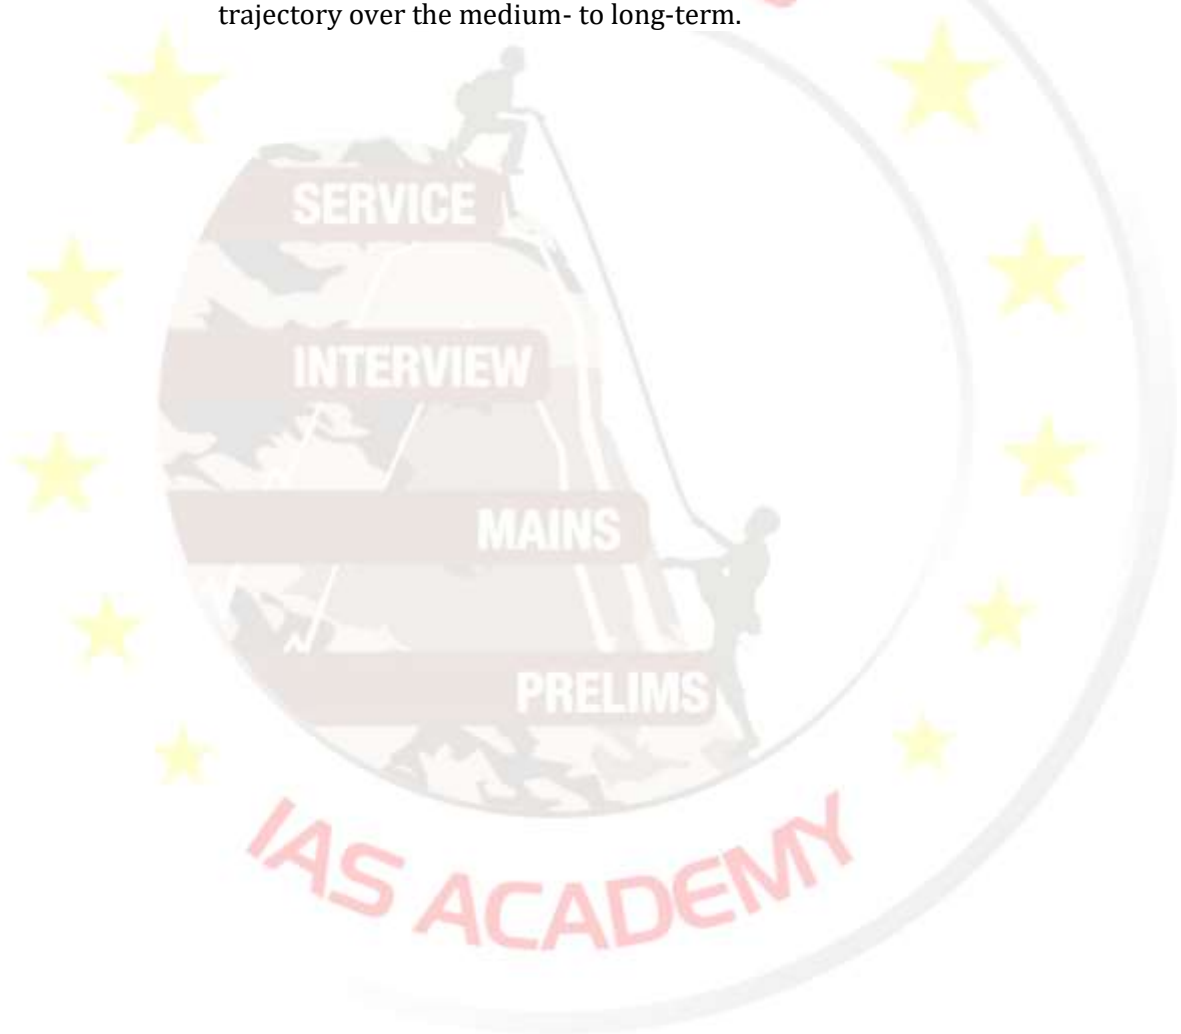 trajectory over the medium- to long-term.
SERVICE
INTERVIEW
MAINS
PRELIMS
IAS ACADEMY